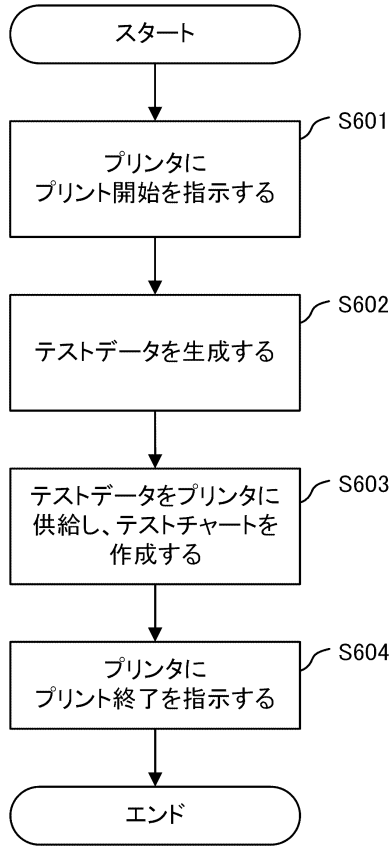 スタート
S601
プリンタに
プリント開始を指示する
S602
テストデータを生成する
S603
テストデータをプリンタに
供給し、テストチャートを
作成する
S604
プリンタに
プリント終了を指示する
エンド